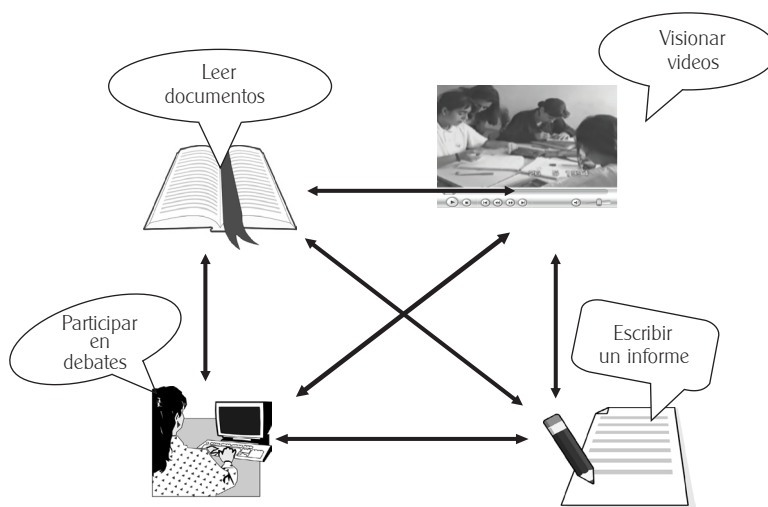 Visionar
videos
Leer
documentos
Participar
en
debates
Escribir
un informe